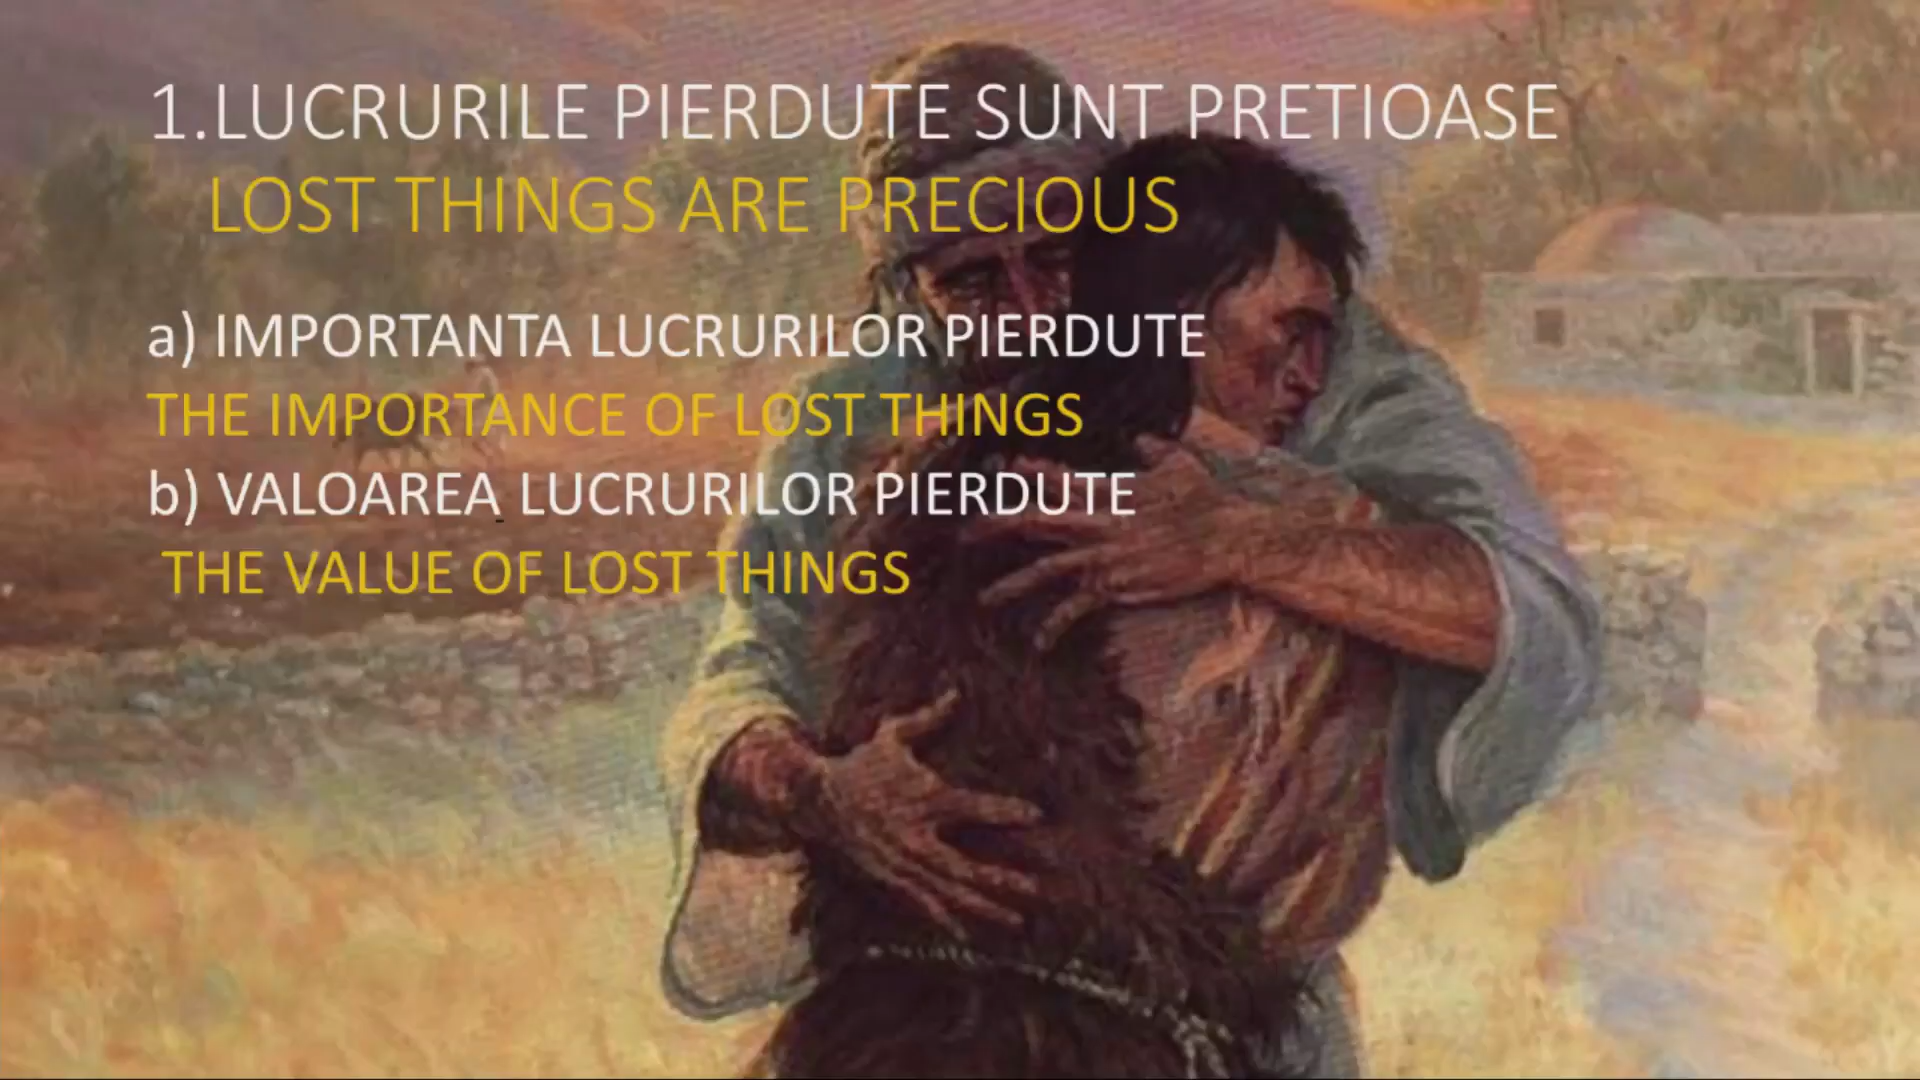 1.LUCRURILE PIERDUTE SUNT PRETIOASE
LOST THINGS ARE PRECIOUS
a) IMPORTANTA LUCRURILOR PIERDUTE
THE IMPORTANCE OF LOST THINGS
b) VALOAREA LUCRURILOR PIERDUTE
THE VALUE OF LOST THINGS